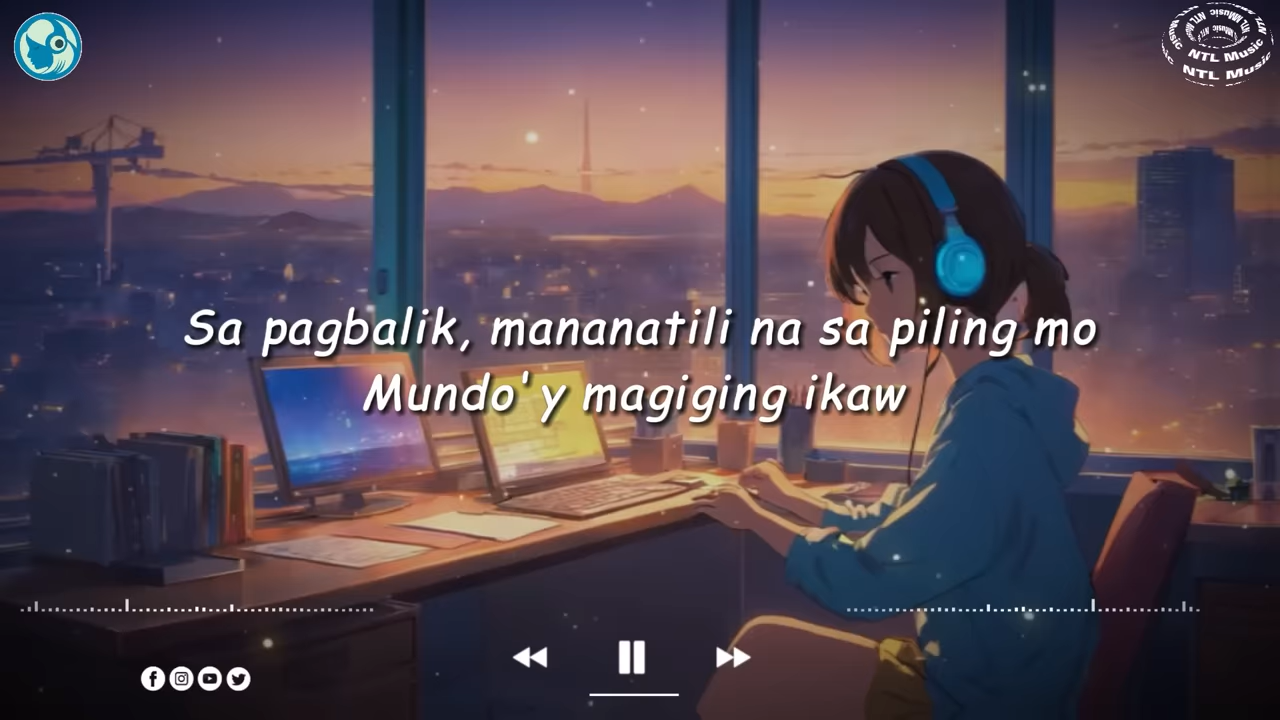 NTL Music
Sa pagbalik, mananatili na sa piling mo
Mundo'y magiging ikaw